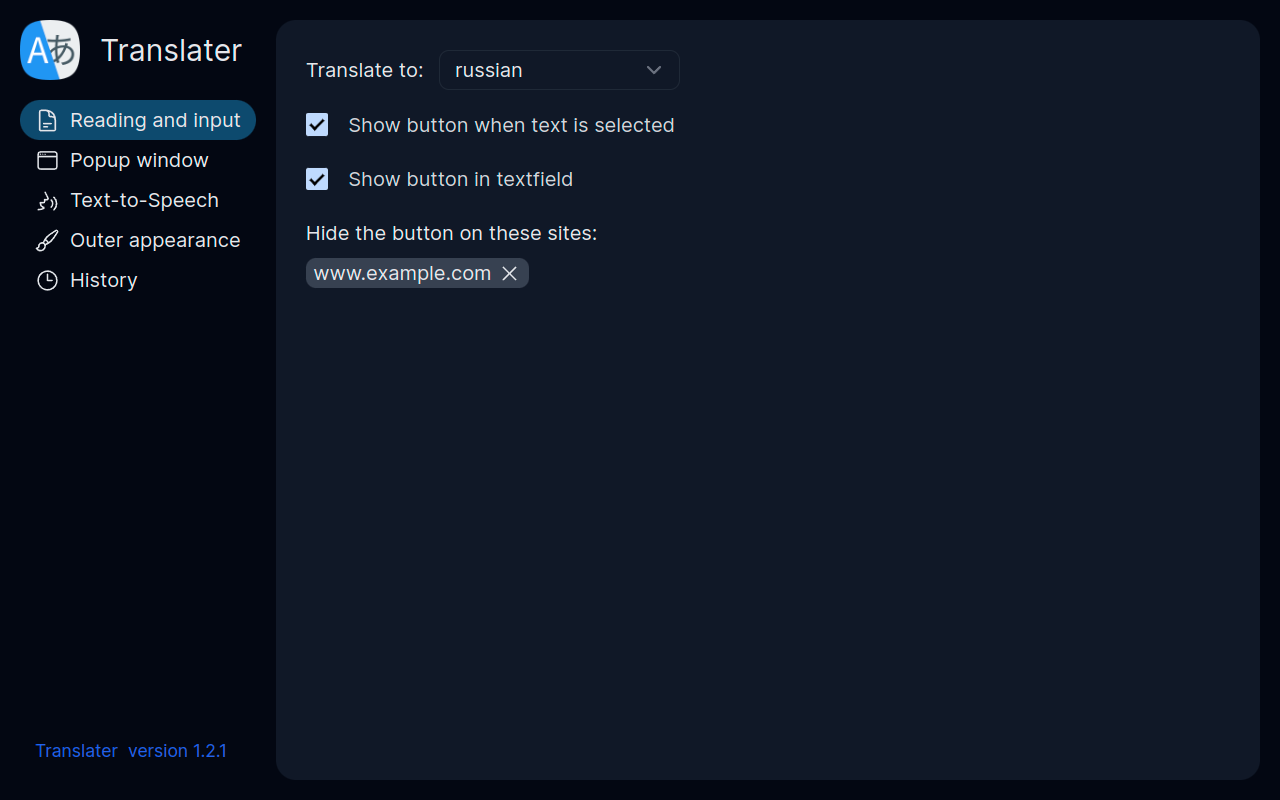 Aあ Translater
Reading and input
Popup window
Text-to-Speech
Outer appearance
History
Translater version 1.2.1
Translate to: russian
Show button when text is selected
Show button in textfield
Hide the button on these sites:
www.example.com